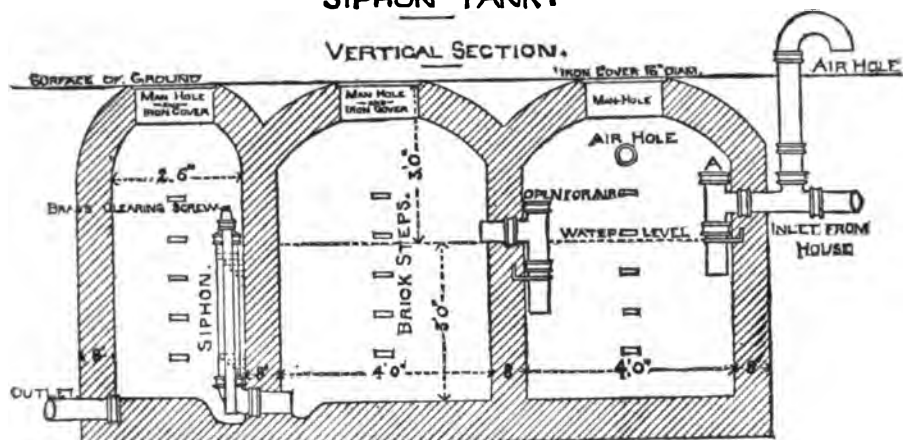 SIPHON TANK.
VERTICAL SECTION.
SURFACE OF GROUND
IRON COVER 16" DIAM.
AIR HOLE
MAN HOLE
AND
IRON COVER
MAN HOLE
AND
IRON COVER
MAN HOLE
AIR HOLE
A
3'.0"
2.6"
OPEN FOR AIR
BRASS CLEARING SCREW
WATER LEVEL
INLET FROM
HOUSE
SIPHON.
BRICK STEPS.
8"
8"
4'.0"
8"
4'.0"
8"
OUTLET